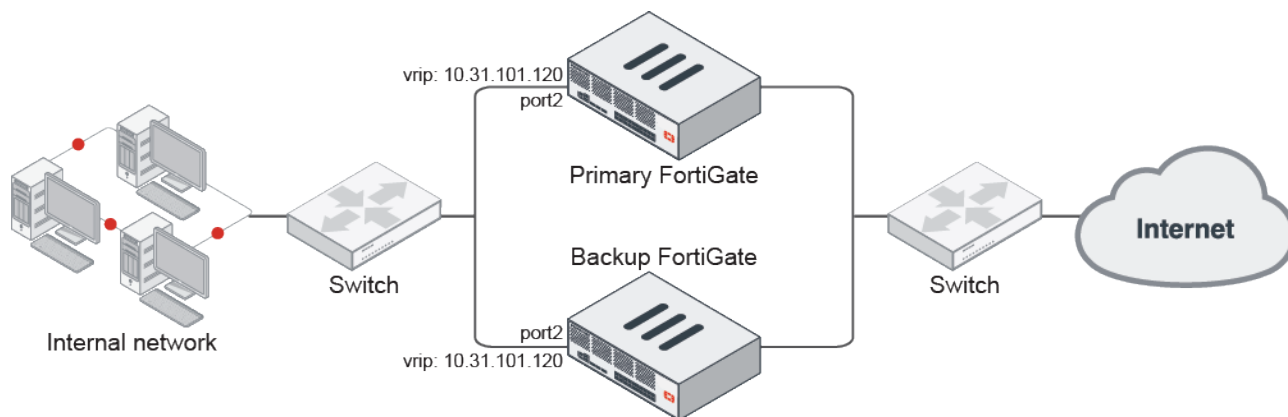 vrip: 10.31.101.120
port2
Primary FortiGate
Internet
Backup FortiGate
Switch
Switch
port2
Internal network
vrip: 10.31.101.120